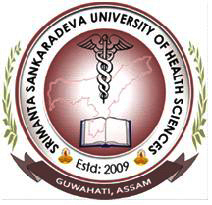 SRIMANTA SANKARADEVA UNIVERSITY OF HEALTH SCIENCES
Estd: 2009
GUWAHATI, ASSAM